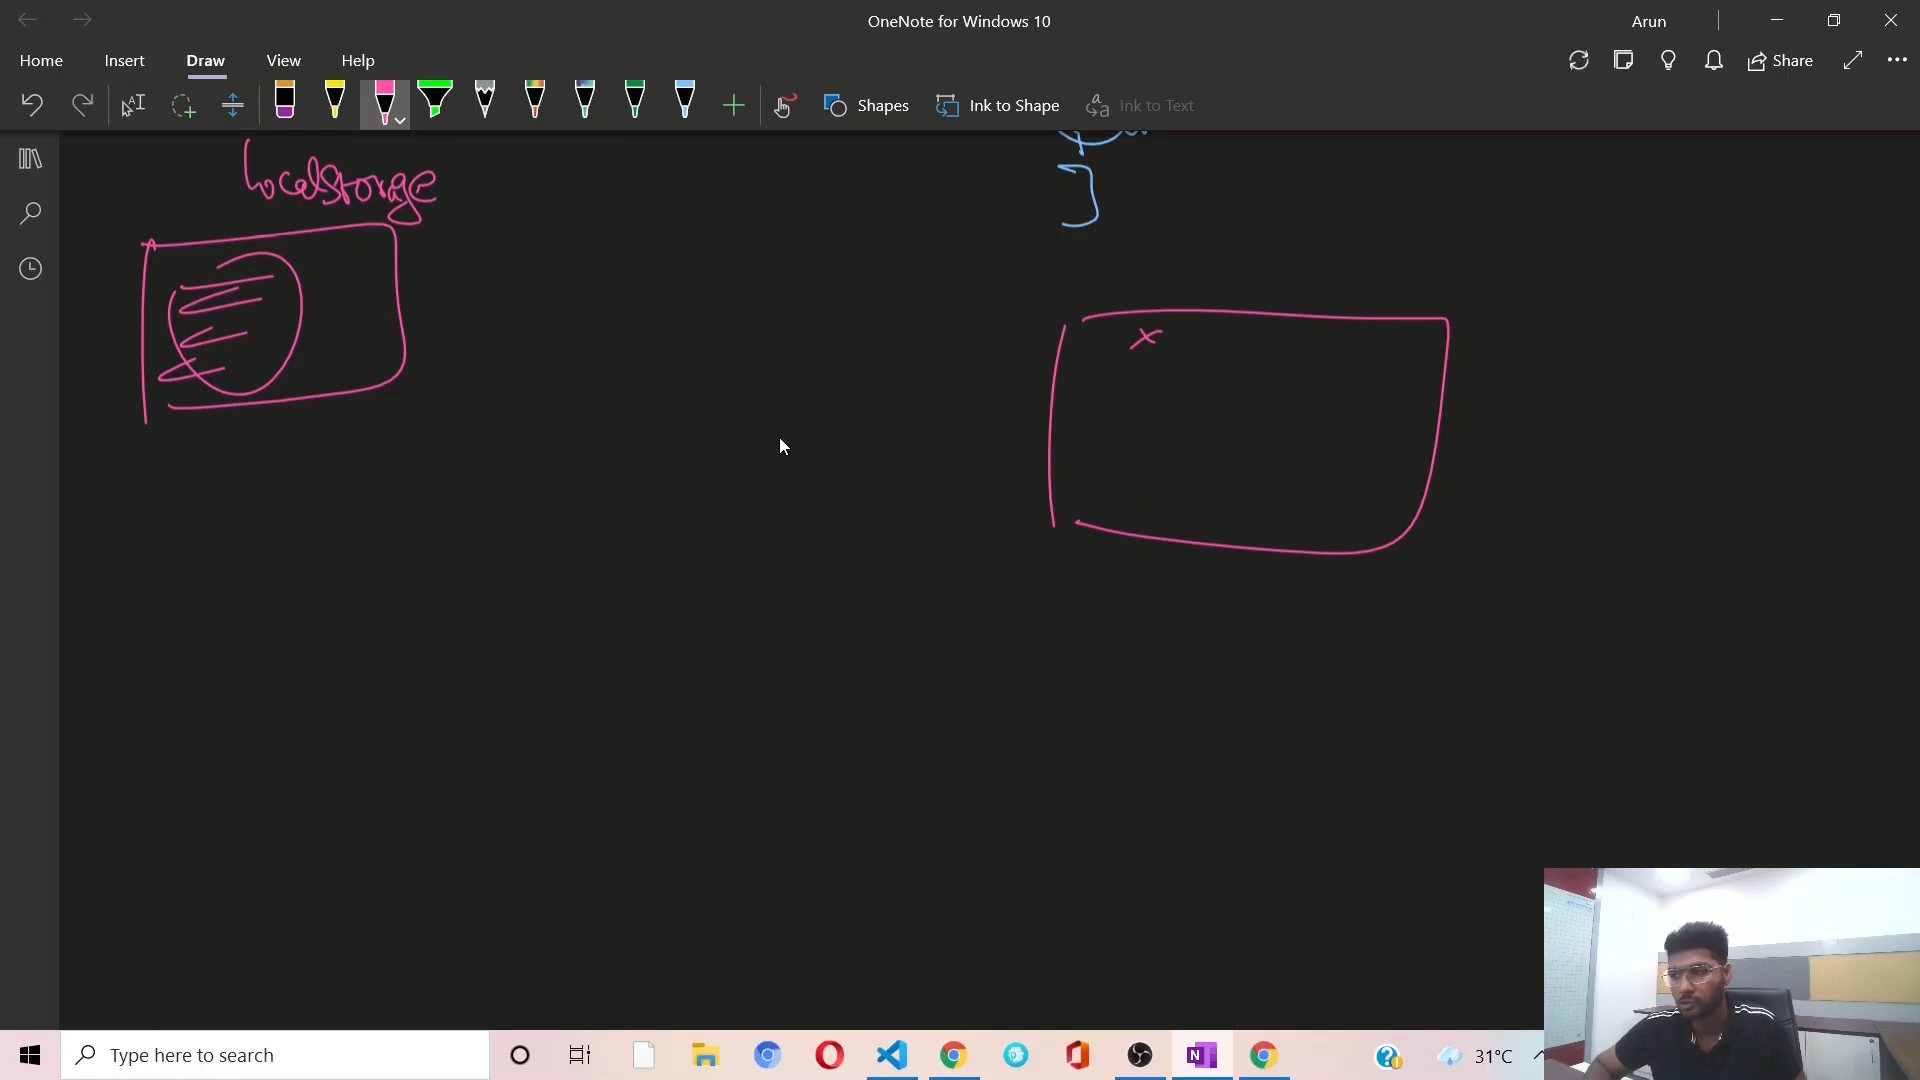 OneNote for Windows 10
Arun
Home Insert Draw View Help
Share
Shapes
Ink to Shape
Ink to Text
localStorage
]
x
Type here to search
31°C